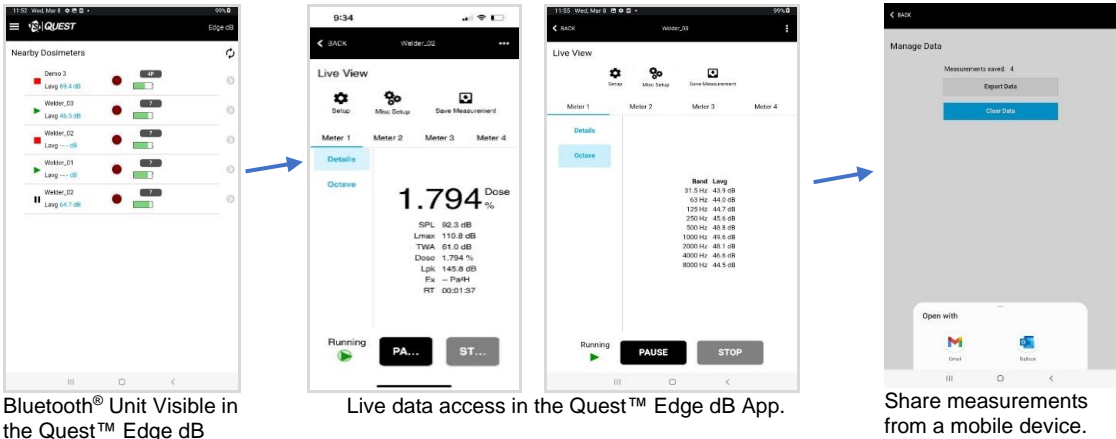 11:52 Wed, Mar 8
99%
QUEST
Edge dB
Nearby Dosimeters
Demo 3
Lavg 69.4 dB
Welder_03
7
Lavg 46.5 dB
Welder_02
7
Lavg --.- dB
Welder_01
7
Lavg --.- dB
Welder_02
7
Lavg 64.7 dB
Bluetooth® Unit Visible in
the Quest™ Edge dB
9:34
BACK
Welder_02
Live View
Setup
Misc Setup
Save Measurement
Meter 1
Meter 2
Meter 3
Meter 4
Details
Octave
1.794 Dose %
SPL 92.3 dB
Lmax 110.8 dB
TWA 61.0 dB
Dose 1.794 %
Lpk 145.8 dB
Ex -- Pa²H
RT 00:01:37
Running
PA...
ST...
11:55 Wed, Mar 8
99%
BACK
Welder_03
Live View
Setup
Misc Setup
Save Measurement
Meter 1
Meter 2
Meter 3
Meter 4
Details
Octave
Band Lavg
31.5 Hz 43.9 dB
63 Hz 44.0 dB
125 Hz 44.7 dB
250 Hz 45.6 dB
500 Hz 48.8 dB
1000 Hz 49.6 dB
2000 Hz 48.1 dB
4000 Hz 46.6 dB
8000 Hz 44.5 dB
Running
PAUSE
STOP
Live data access in the Quest™ Edge dB App.
BACK
Manage Data
Measurements saved: 4
Export Data
Clear Data
Open with
Gmail
Outlook
Share measurements
from a mobile device.